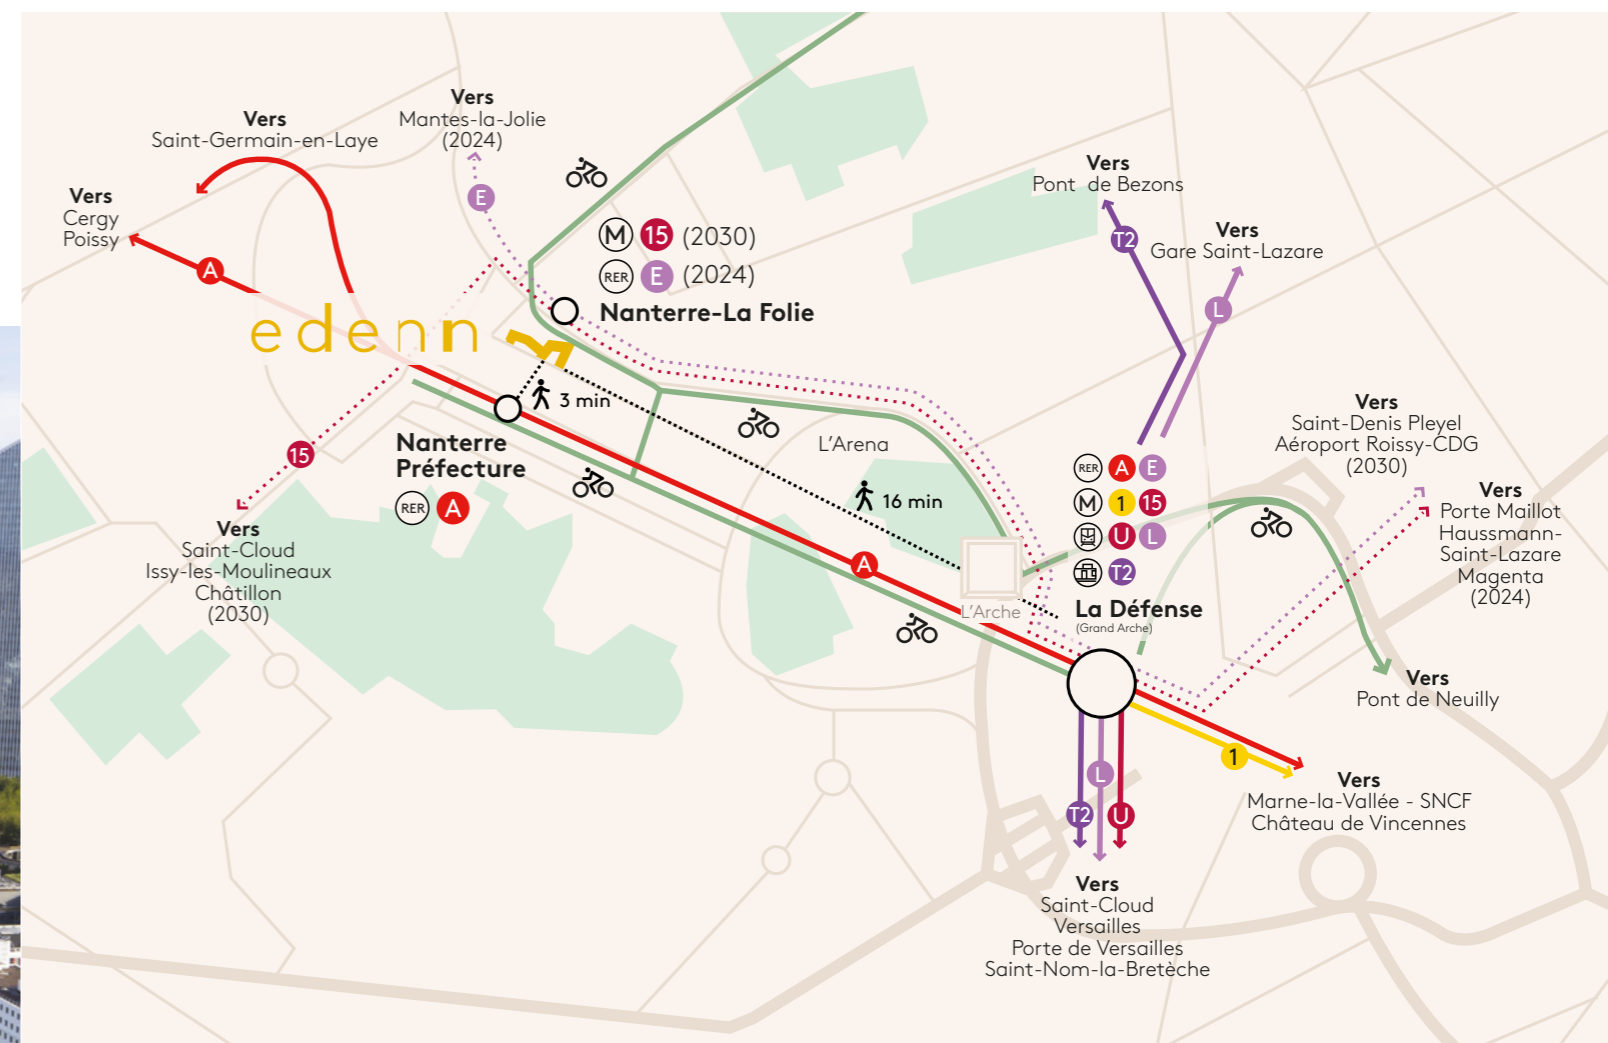 Vers
Saint-Germain-en-Laye
Vers
Mantes-la-Jolie
(2024)
Vers
Cergy
Poissy
A
E
M 15 (2030)
RER E (2024)
Nanterre-La Folie
edenn
3 min
Nanterre
Préfecture
RER A
15
Vers
Saint-Cloud
Issy-les-Moulineaux
Châtillon
(2030)
L'Arena
16 min
A
L'Arche
Vers
Pont de Bezons
T2
Vers
Gare Saint-Lazare
L
RER A E
M 1 15
U L
T2
La Défense
(Grand Arche)
Vers
Saint-Denis Pleyel
Aéroport Roissy-CDG
(2030)
Vers
Porte Maillot
Haussmann-
Saint-Lazare
Magenta
(2024)
Vers
Pont de Neuilly
1
Vers
Marne-la-Vallée - SNCF
Château de Vincennes
L
T2
U
Vers
Saint-Cloud
Versailles
Porte de Versailles
Saint-Nom-la-Bretèche